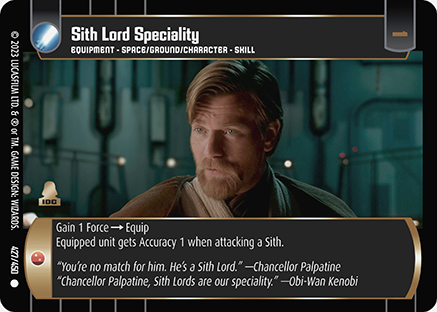 Sith Lord Speciality
EQUIPMENT - SPACE/GROUND/CHARACTER - SKILL
Gain 1 Force → Equip
Equipped unit gets Accuracy 1 when attacking a Sith.
“You’re no match for him. He’s a Sith Lord.” —Chancellor Palpatine
“Chancellor Palpatine, Sith Lords are our speciality.” —Obi-Wan Kenobi
© 2023 LUCASFILM LTD. & ® or TM. GAME DESIGN: WIZARDS.
427/450